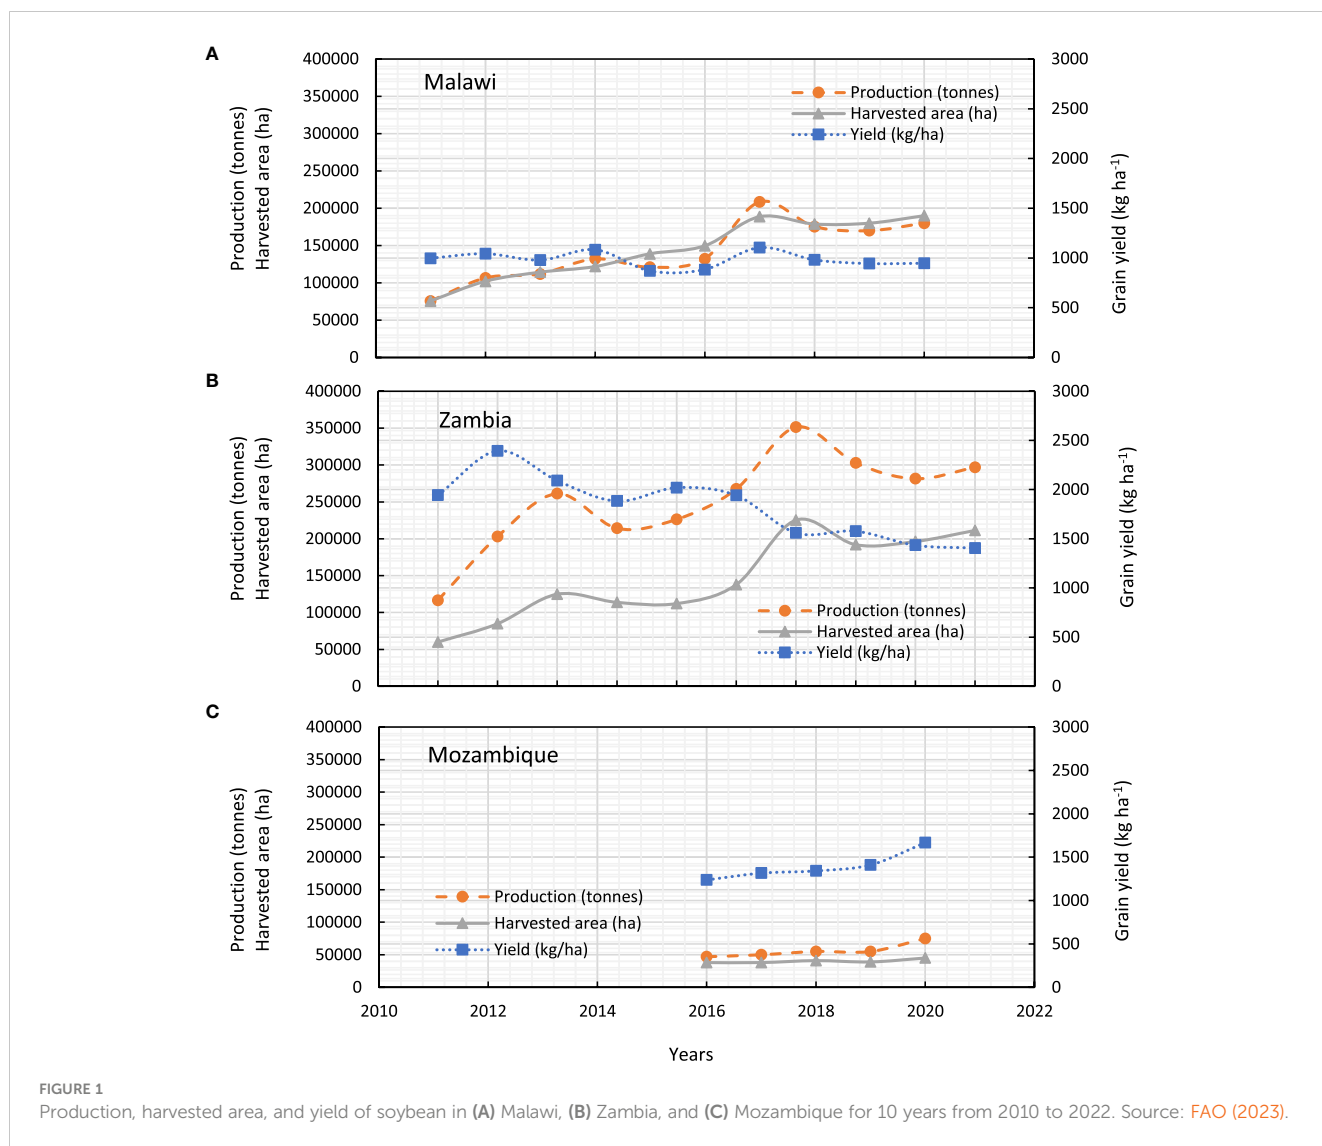 A
Malawi
Production (tonnes)
Harvested area (ha)
400000
350000
300000
250000
200000
150000
100000
50000
0
Production (tonnes)
Harvested area (ha)
Yield (kg/ha)
3000
2500
2000
1500
1000
500
0
Grain yield (kg ha-1)
B
Zambia
Production (tonnes)
Harvested area (ha)
400000
350000
300000
250000
200000
150000
100000
50000
0
Production (tonnes)
Harvested area (ha)
Yield (kg/ha)
3000
2500
2000
1500
1000
500
0
Grain yield (kg ha-1)
C
Mozambique
Production (tonnes)
Harvested area (ha)
400000
350000
300000
250000
200000
150000
100000
50000
0
Production (tonnes)
Harvested area (ha)
Yield (kg/ha)
3000
2500
2000
1500
1000
500
0
Grain yield (kg ha-1)
2010 2012 2014 2016 2018 2020 2022
Years
FIGURE 1
Production, harvested area, and yield of soybean in (A) Malawi, (B) Zambia, and (C) Mozambique for 10 years from 2010 to 2022. Source: FAO (2023).